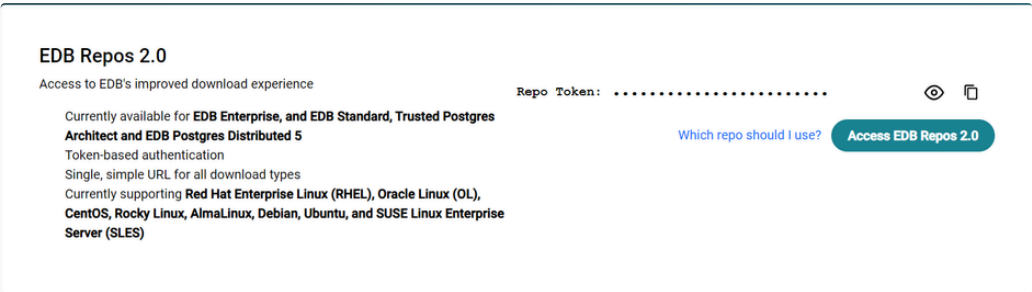 EDB Repos 2.0
Access to EDB's improved download experience
Currently available for EDB Enterprise, and EDB Standard, Trusted Postgres
Architect and EDB Postgres Distributed 5
Token-based authentication
Single, simple URL for all download types
Currently supporting Red Hat Enterprise Linux (RHEL), Oracle Linux (OL),
CentOS, Rocky Linux, AlmaLinux, Debian, Ubuntu, and SUSE Linux Enterprise
Server (SLES)
Repo Token: ........................
Which repo should I use?
Access EDB Repos 2.0